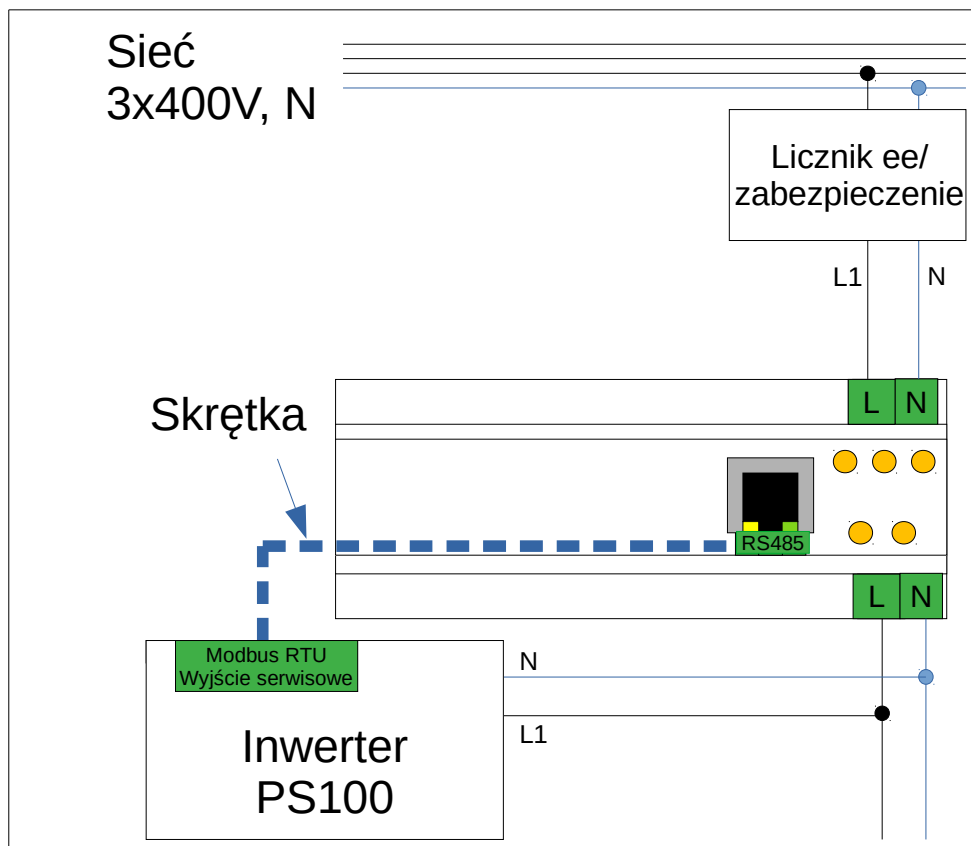 Sieć
3x400V, N
Licznik ee/
zabezpieczenie
L1
N
Skrętka
L
N
RS485
L
N
Modbus RTU
Wyjście serwisowe
N
L1
Inwerter
PS100